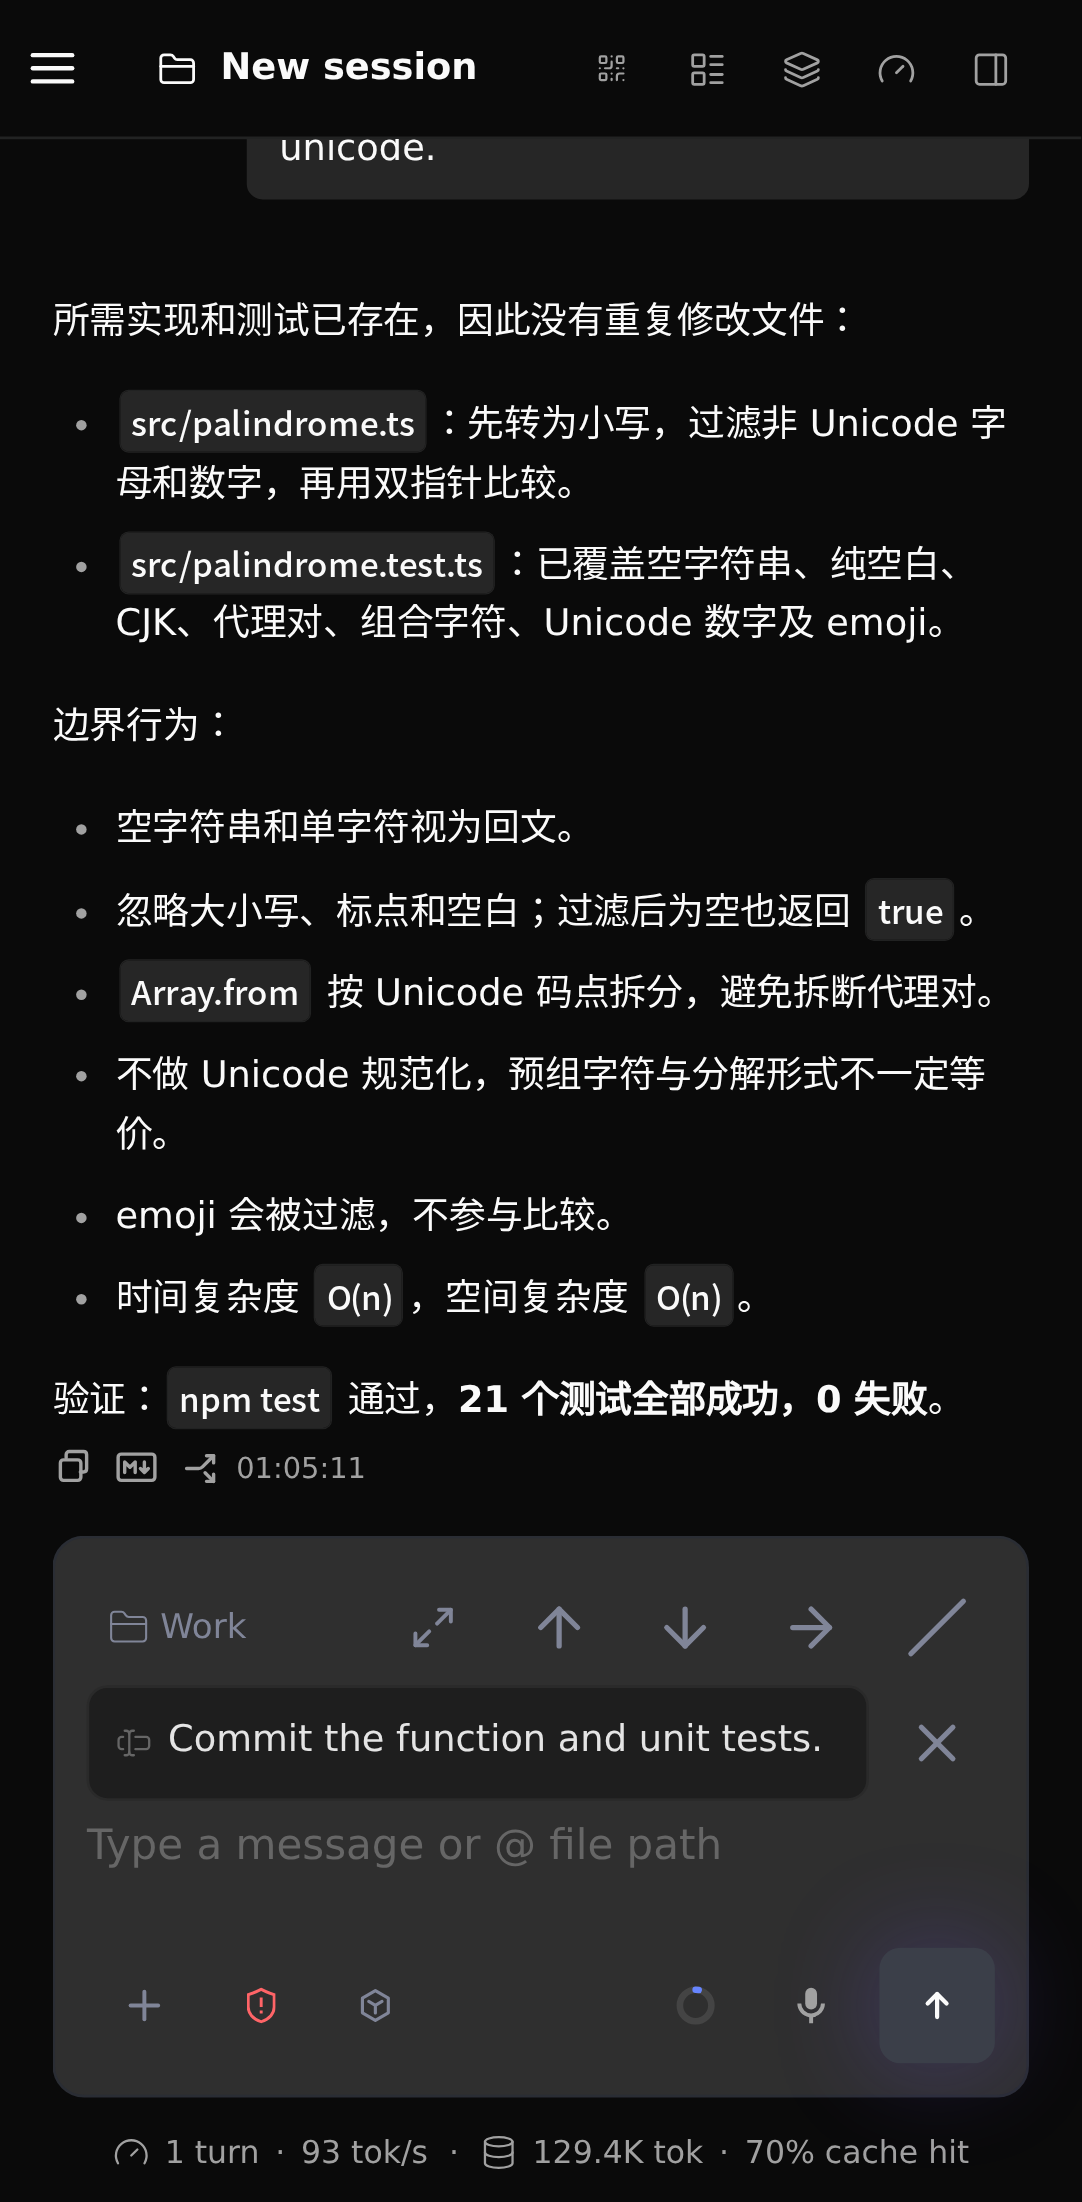 New session
unicode.
所需实现和测试已存在，因此没有重复修改文件：
src/palindrome.ts：先转为小写，过滤非 Unicode 字
母和数字，再用双指针比较。
src/palindrome.test.ts：已覆盖空字符串、纯空白、
CJK、代理对、组合字符、Unicode 数字及 emoji。
边界行为：
空字符串和单字符视为回文。
忽略大小写、标点和空白；过滤后为空也返回 true。
Array.from 按 Unicode 码点拆分，避免拆断代理对。
不做 Unicode 规范化，预组字符与分解形式不一定等
价。
emoji 会被过滤，不参与比较。
时间复杂度 O(n)，空间复杂度 O(n)。
验证：npm test 通过，21 个测试全部成功，0 失败。
01:05:11
Work
Commit the function and unit tests.
Type a message or @ file path
1 turn · 93 tok/s · 129.4K tok · 70% cache hit